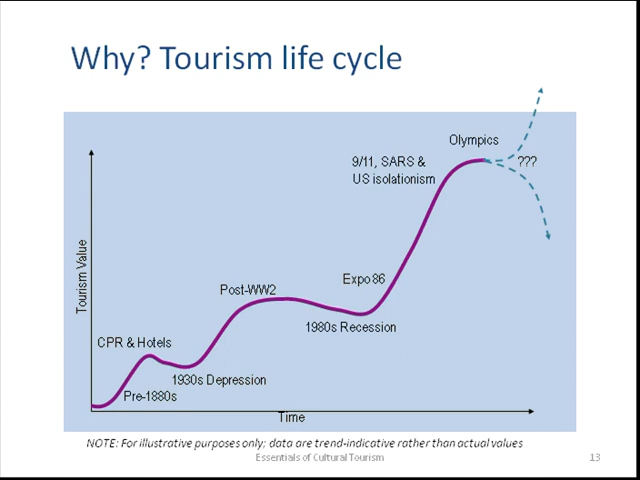 Why? Tourism life cycle
Olympics
9/11, SARS &
US isolationism
???
Tourism Value
Expo 86
Post-WW2
1980s Recession
CPR & Hotels
1930s Depression
Pre-1880s
Time
NOTE: For illustrative purposes only; data are trend-indicative rather than actual values
Essentials of Cultural Tourism
13